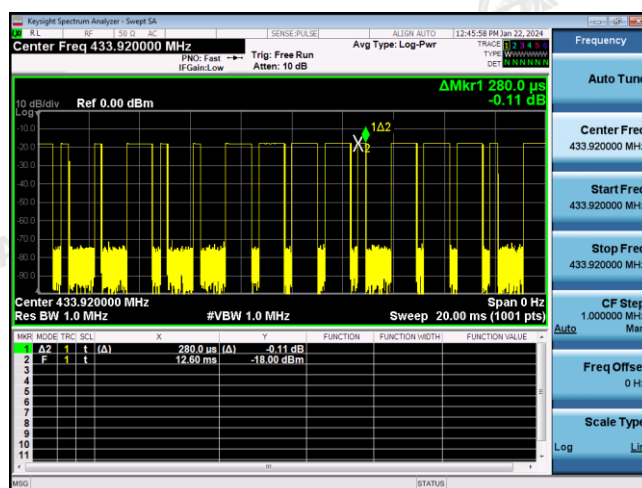 Keysight Spectrum Analyzer - Swept SA
RL RF 50 Ω AC SENSE:PULSE ALIGN AUTO 12:45:58 PM Jan 22, 2024
Center Freq 433.920000 MHz
PNO: Fast
IFGain:Low
Trig: Free Run
Atten: 10 dB
Avg Type: Log-Pwr
TRACE 1 2 3 4 5 6
TYPE
DET N N N N N N
ΔMkr1 280.0 µs
-0.11 dB
10 dB/div Ref 0.00 dBm
Log
-10.0
-20.0
-30.0
-40.0
-50.0
-60.0
-70.0
-80.0
-90.0
1Δ2
X2
Center 433.920000 MHz
Span 0 Hz
Res BW 1.0 MHz
#VBW 1.0 MHz
Sweep 20.00 ms (1001 pts)
MKR MODE TRC SCL X Y FUNCTION FUNCTION WIDTH FUNCTION VALUE
1 Δ2 1 t (Δ) 280.0 µs (Δ) -0.11 dB
2 F 1 t 12.60 ms -18.00 dBm
3
4
5
6
7
8
9
10
11
MSG STATUS
Frequency
Auto Tune
Center Freq
433.920000 MHz
Start Freq
433.920000 MHz
Stop Freq
433.920000 MHz
CF Step
1.000000 MHz
Auto Man
Freq Offset
0 Hz
Scale Type
Log Lin